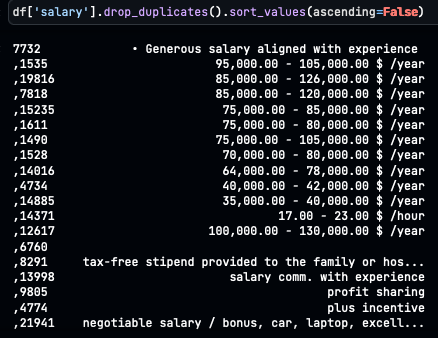 df['salary'].drop_duplicates().sort_values(ascending=False)
7732 • Generous salary aligned with experience
,1535 95,000.00 - 105,000.00 $ /year
,19816 85,000.00 - 126,000.00 $ /year
,7818 85,000.00 - 120,000.00 $ /year
,15235 75,000.00 - 85,000.00 $ /year
,1611 75,000.00 - 80,000.00 $ /year
,1490 75,000.00 - 105,000.00 $ /year
,1528 70,000.00 - 80,000.00 $ /year
,14016 64,000.00 - 78,000.00 $ /year
,4734 40,000.00 - 42,000.00 $ /year
,14885 35,000.00 - 40,000.00 $ /year
,14371 17.00 - 23.00 $ /hour
,12617 100,000.00 - 130,000.00 $ /year
,6760
,8291 tax-free stipend provided to the family or hos...
,13998 salary comm. with experience
,9805 profit sharing
,4774 plus incentive
,21941 negotiable salary / bonus, car, laptop, excell...